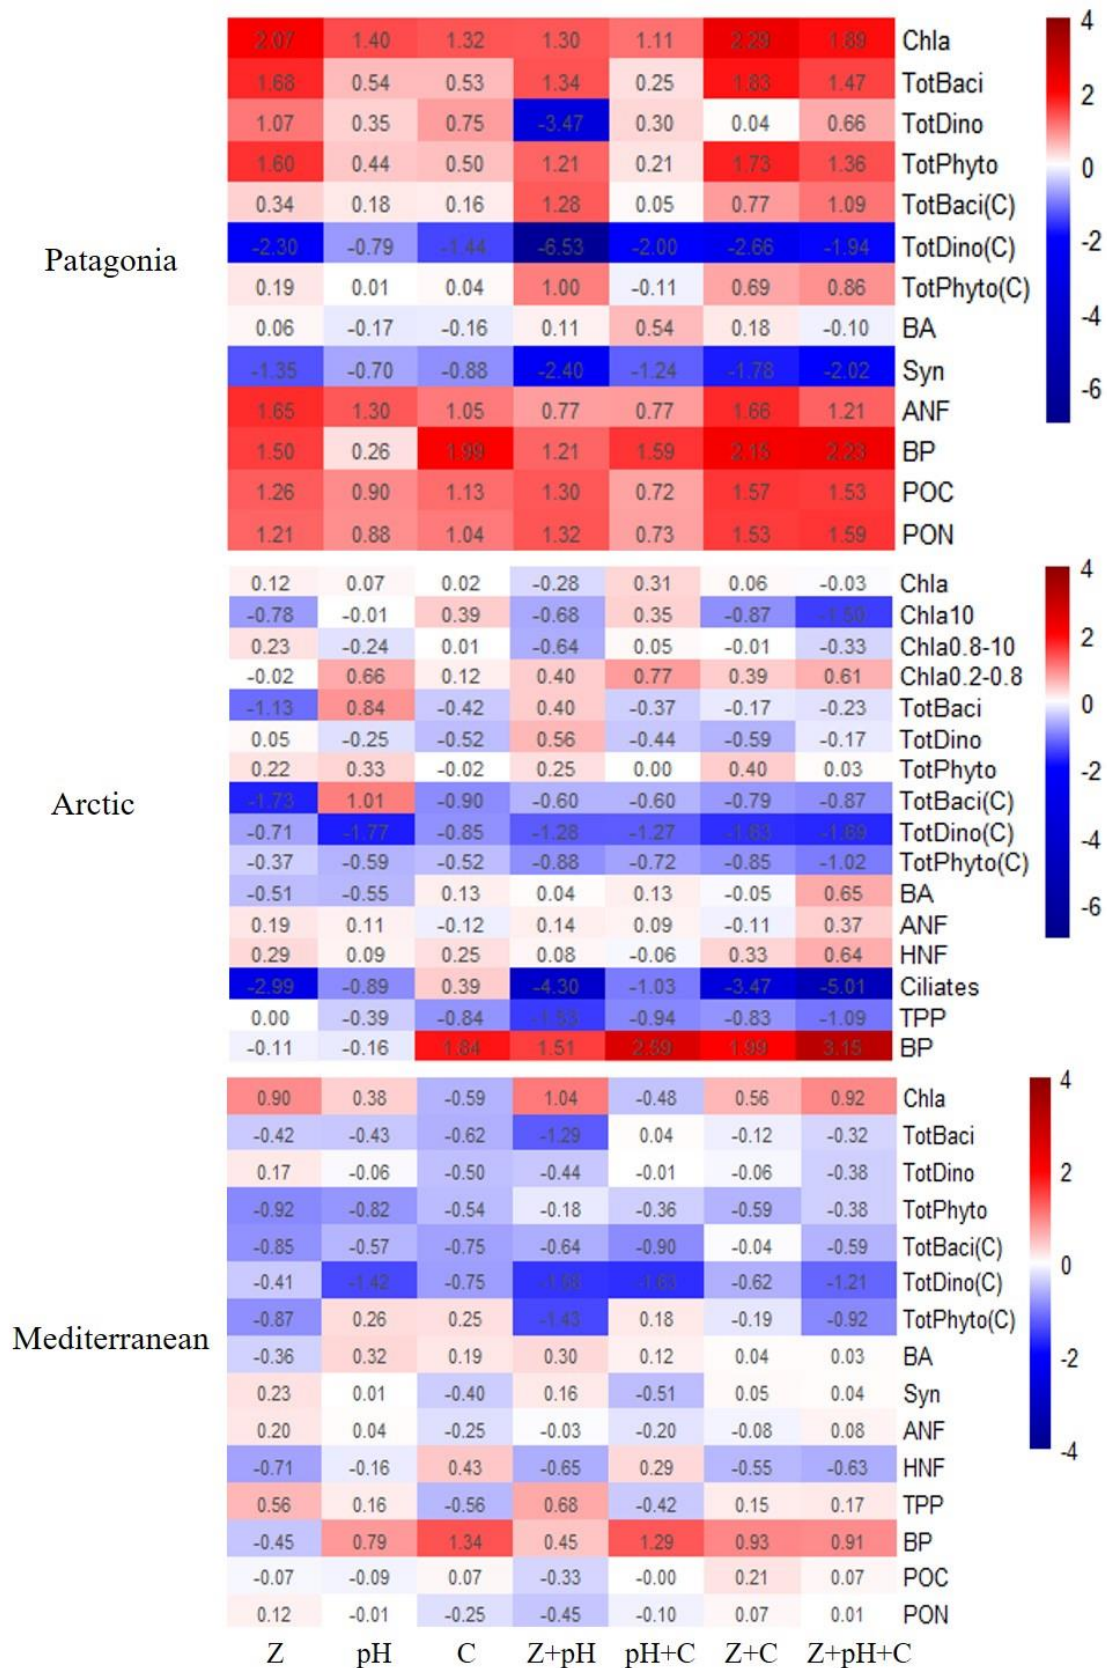 2.07 1.40 1.32 1.30 1.11 2.29 1.89 Chla
1.68 0.54 0.53 1.34 0.25 1.83 1.47 TotBaci
1.07 0.35 0.75 -3.47 0.30 0.04 0.66 TotDino
1.60 0.44 0.50 1.21 0.21 1.73 1.36 TotPhyto
0.34 0.18 0.16 1.28 0.05 0.77 1.09 TotBaci(C)
Patagonia
-2.30 -0.79 -1.44 -6.53 -2.00 -2.66 -1.94 TotDino(C)
0.19 0.01 0.04 1.00 -0.11 0.69 0.86 TotPhyto(C)
0.06 -0.17 -0.16 0.11 0.54 0.18 -0.10 BA
-1.35 -0.70 -0.88 -2.40 -1.24 -1.78 -2.02 Syn
1.65 1.30 1.05 0.77 0.77 1.66 1.21 ANF
1.50 0.26 1.99 1.21 1.59 2.15 2.23 BP
1.26 0.90 1.13 1.30 0.72 1.57 1.53 POC
1.21 0.88 1.04 1.32 0.73 1.53 1.59 PON
4
2
0
-2
-4
-6
0.12 0.07 0.02 -0.28 0.31 0.06 -0.03 Chla
-0.78 -0.01 0.39 -0.68 0.35 -0.87 -1.50 Chla10
0.23 -0.24 0.01 -0.64 0.05 -0.01 -0.33 Chla0.8-10
-0.02 0.66 0.12 0.40 0.77 0.39 0.61 Chla0.2-0.8
-1.13 0.84 -0.42 0.40 -0.37 -0.17 -0.23 TotBaci
0.05 -0.25 -0.52 0.56 -0.44 -0.59 -0.17 TotDino
0.22 0.33 -0.02 0.25 0.00 0.40 0.03 TotPhyto
Arctic
-1.73 1.01 -0.90 -0.60 -0.60 -0.79 -0.87 TotBaci(C)
-0.71 -1.77 -0.85 -1.28 -1.27 -1.63 -1.69 TotDino(C)
-0.37 -0.59 -0.52 -0.88 -0.72 -0.85 -1.02 TotPhyto(C)
-0.51 -0.55 0.13 0.04 0.13 -0.05 0.65 BA
0.19 0.11 -0.12 0.14 0.09 -0.11 0.37 ANF
0.29 0.09 0.25 0.08 -0.06 0.33 0.64 HNF
-2.99 -0.89 0.39 -4.30 -1.03 -3.47 -5.01 Ciliates
0.00 -0.39 -0.84 -1.53 -0.94 -0.83 -1.09 TPP
-0.11 -0.16 1.84 1.51 1.99 3.15 BP
4
2
0
-2
-4
-6
0.90 0.38 -0.59 1.04 -0.48 0.56 0.92 Chla
-0.42 -0.43 -0.62 -1.29 0.04 -0.12 -0.32 TotBaci
0.17 -0.06 -0.50 -0.44 -0.01 -0.06 -0.38 TotDino
-0.92 -0.82 -0.54 -0.18 -0.36 -0.59 -0.38 TotPhyto
-0.85 -0.57 -0.75 -0.64 -0.90 -0.04 -0.59 TotBaci(C)
-0.41 -1.42 -0.75 -0.62 -1.21 TotDino(C)
-0.87 0.26 0.25 -1.43 0.18 -0.19 -0.92 TotPhyto(C)
Mediterranean
-0.36 0.32 0.19 0.30 0.12 0.04 0.03 BA
0.23 0.01 -0.40 0.16 -0.51 0.05 0.04 Syn
0.20 0.04 -0.25 -0.03 -0.20 -0.08 0.08 ANF
-0.71 -0.16 0.43 -0.65 0.29 -0.55 -0.63 HNF
0.56 0.16 -0.56 0.68 -0.42 0.15 0.17 TPP
-0.45 0.79 1.34 0.45 1.29 0.93 0.91 BP
-0.07 -0.09 0.07 -0.33 -0.00 0.21 0.07 POC
0.12 -0.01 -0.25 -0.45 -0.10 0.07 0.01 PON
4
2
0
-2
-4
Z pH C Z+pH pH+C Z+C Z+pH+C